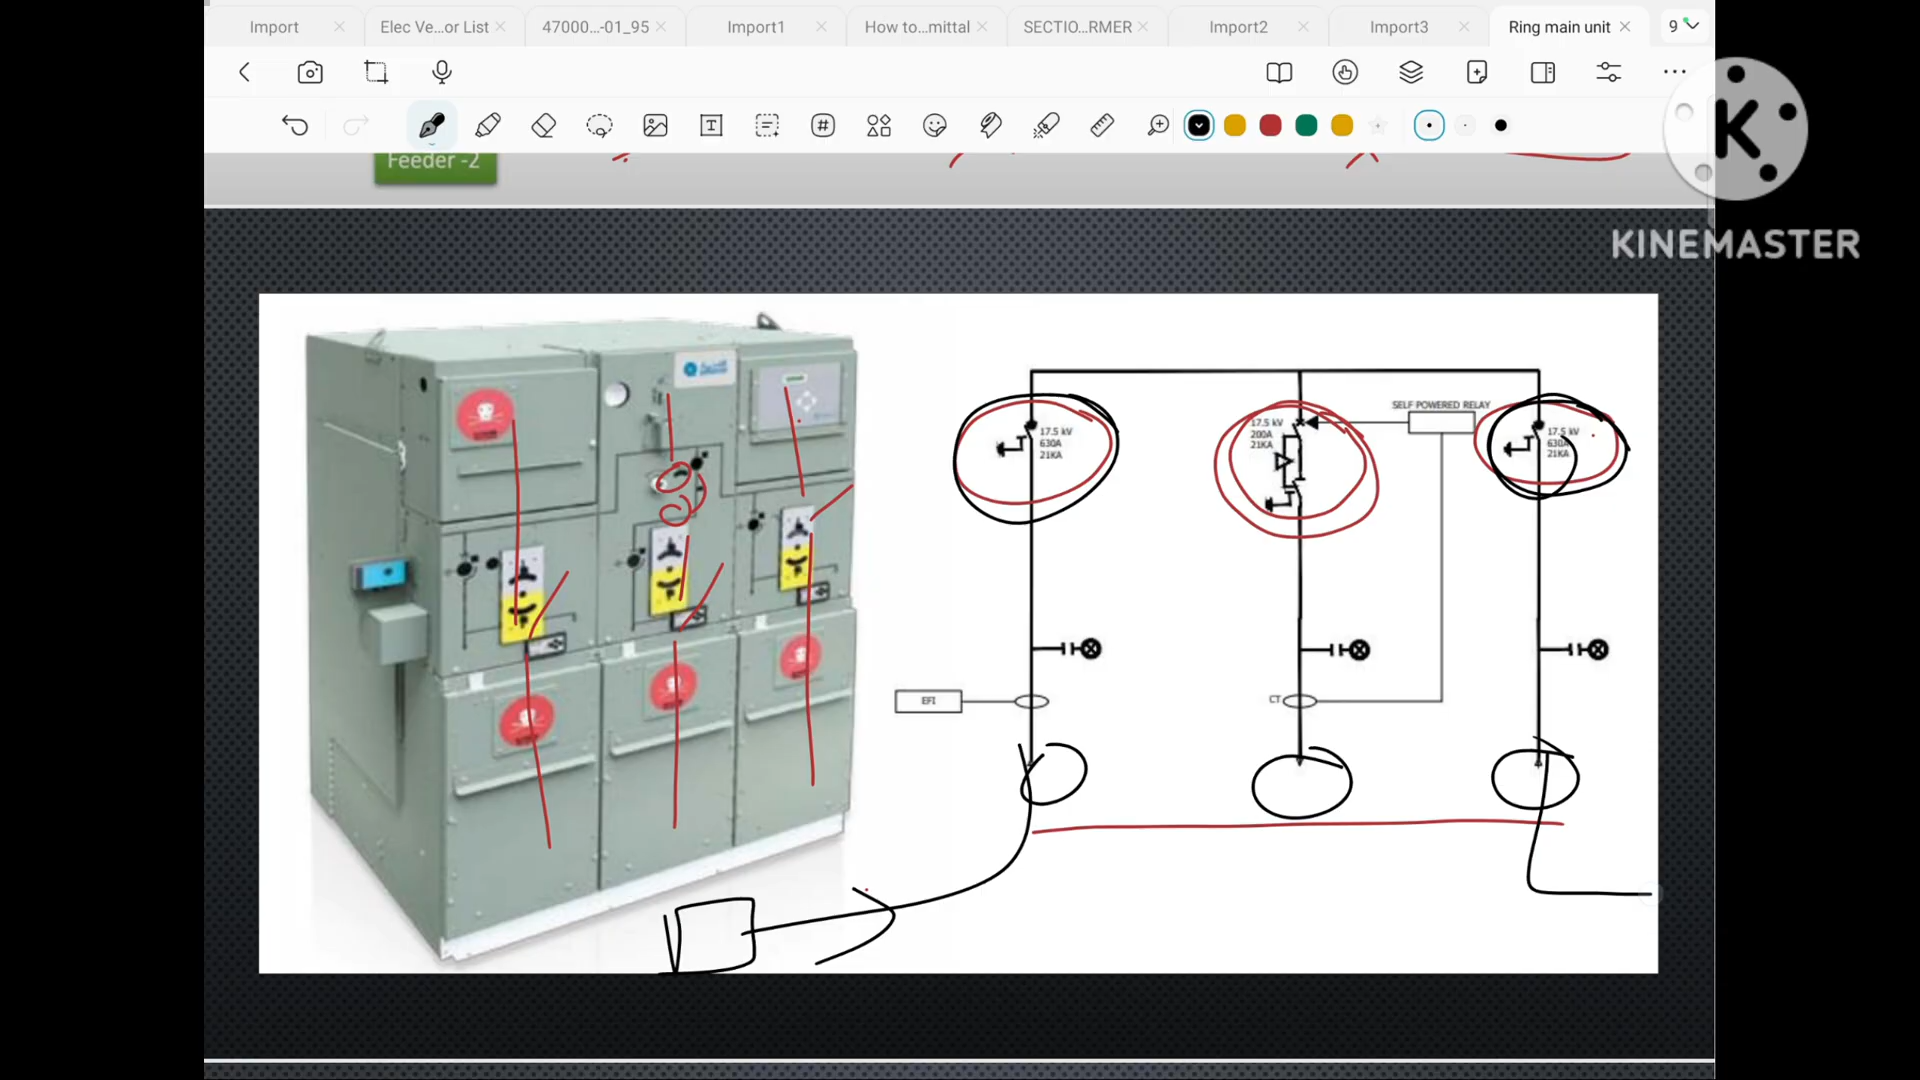 Import
Elec Ve...or List
47000...-01_95
Import1
How to...mittal
SECTIO...RMER
Import2
Import3
Ring main unit
9
K
KINEMASTER
Feeder -2
17.5 kV
630A
21KA
17.5 kV
200A
21KA
SELF POWERED RELAY
17.5 kV
630A
21KA
EFI
CT